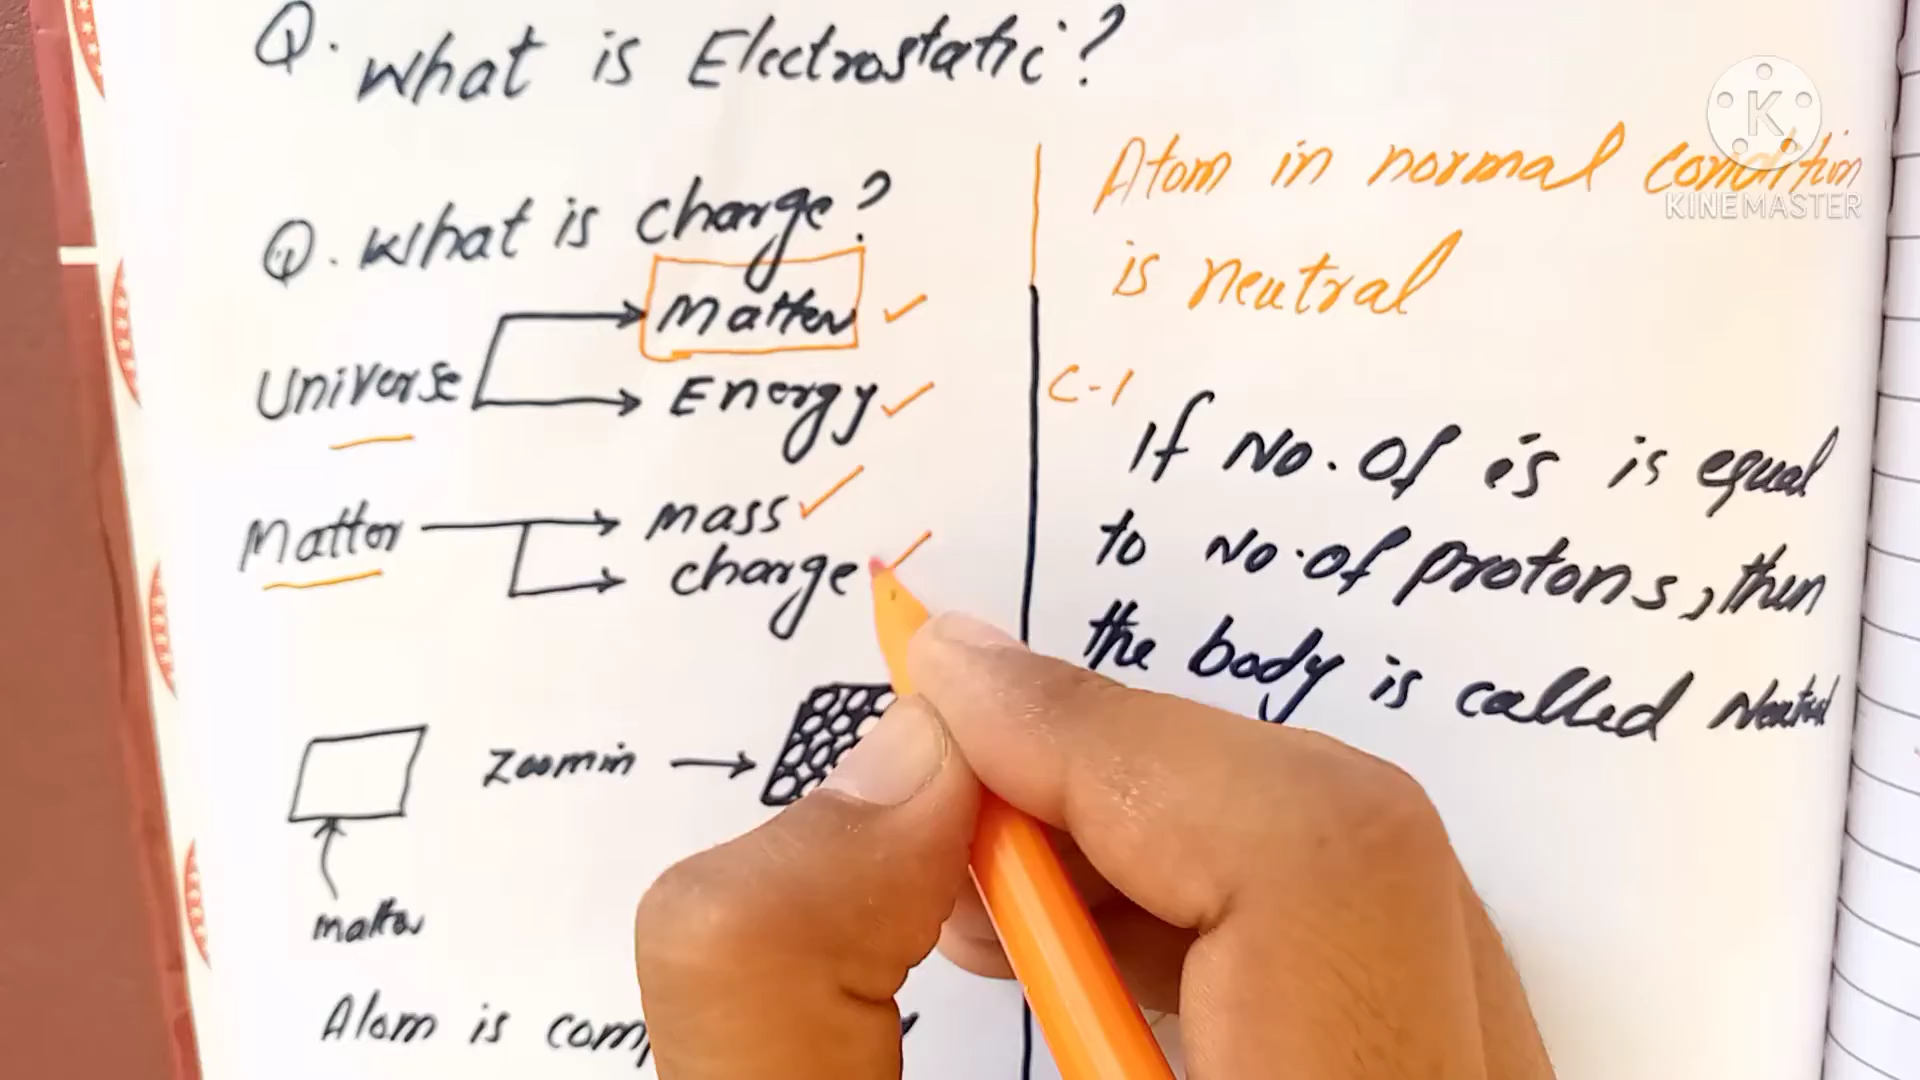 Q. What is Electrostatic?
Q. What is charge?
Matter
Universe
Energy
Matter
mass
charge
Zoomin
matter
Atom is com
Atom in normal condition
is neutral
C-1
If No. Of es is equal
to No. of protons, then
the body is called Neutral
K
KINEMASTER